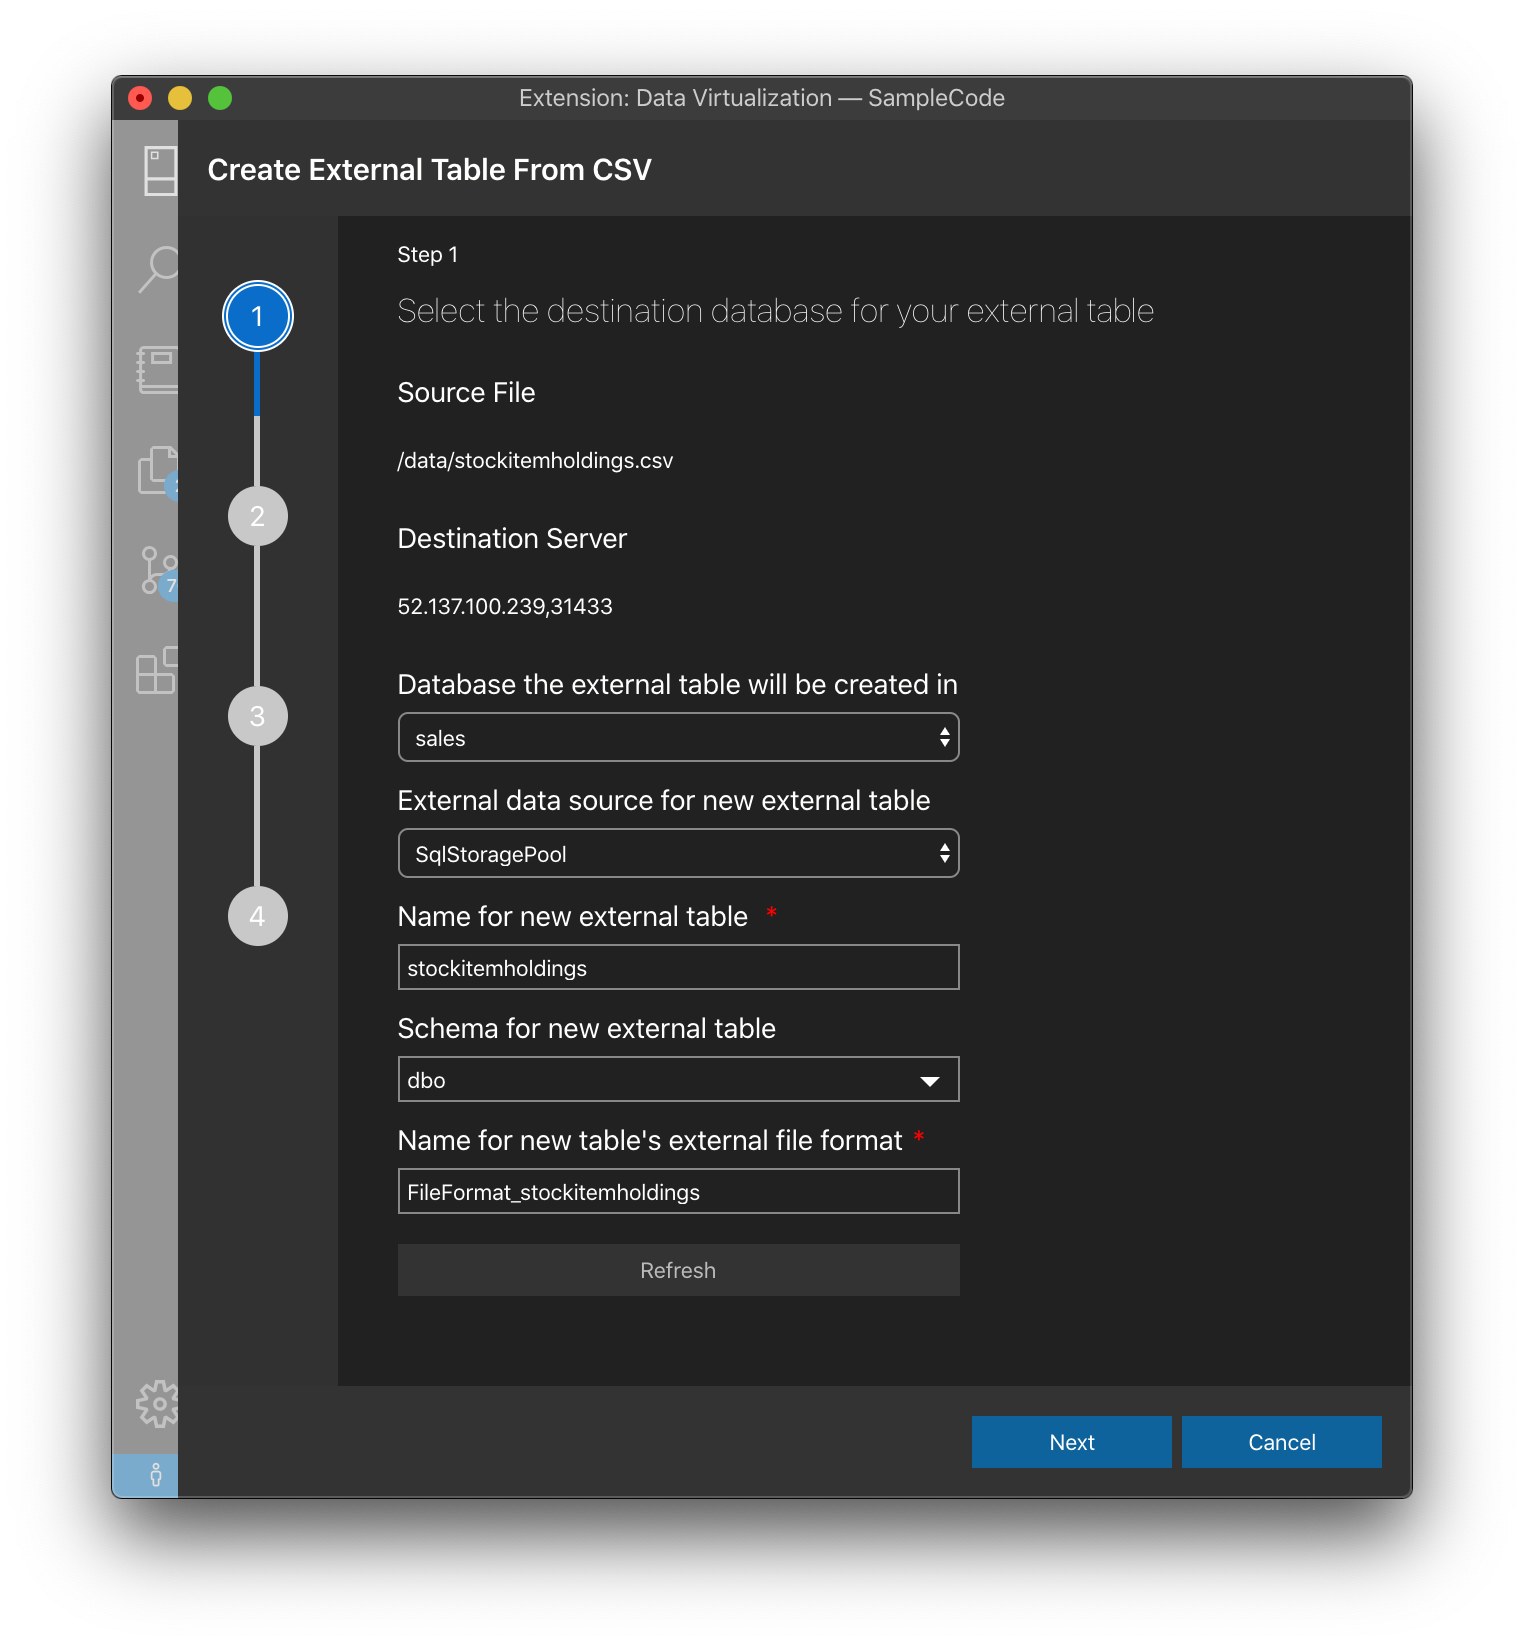 Extension: Data Virtualization — SampleCode
Create External Table From CSV
Step 1
Select the destination database for your external table
1
2
3
4
7
Source File
/data/stockitemholdings.csv
Destination Server
52.137.100.239,31433
Database the external table will be created in
sales
External data source for new external table
SqlStoragePool
Name for new external table *
stockitemholdings
Schema for new external table
dbo
Name for new table's external file format *
FileFormat_stockitemholdings
Refresh
Next
Cancel